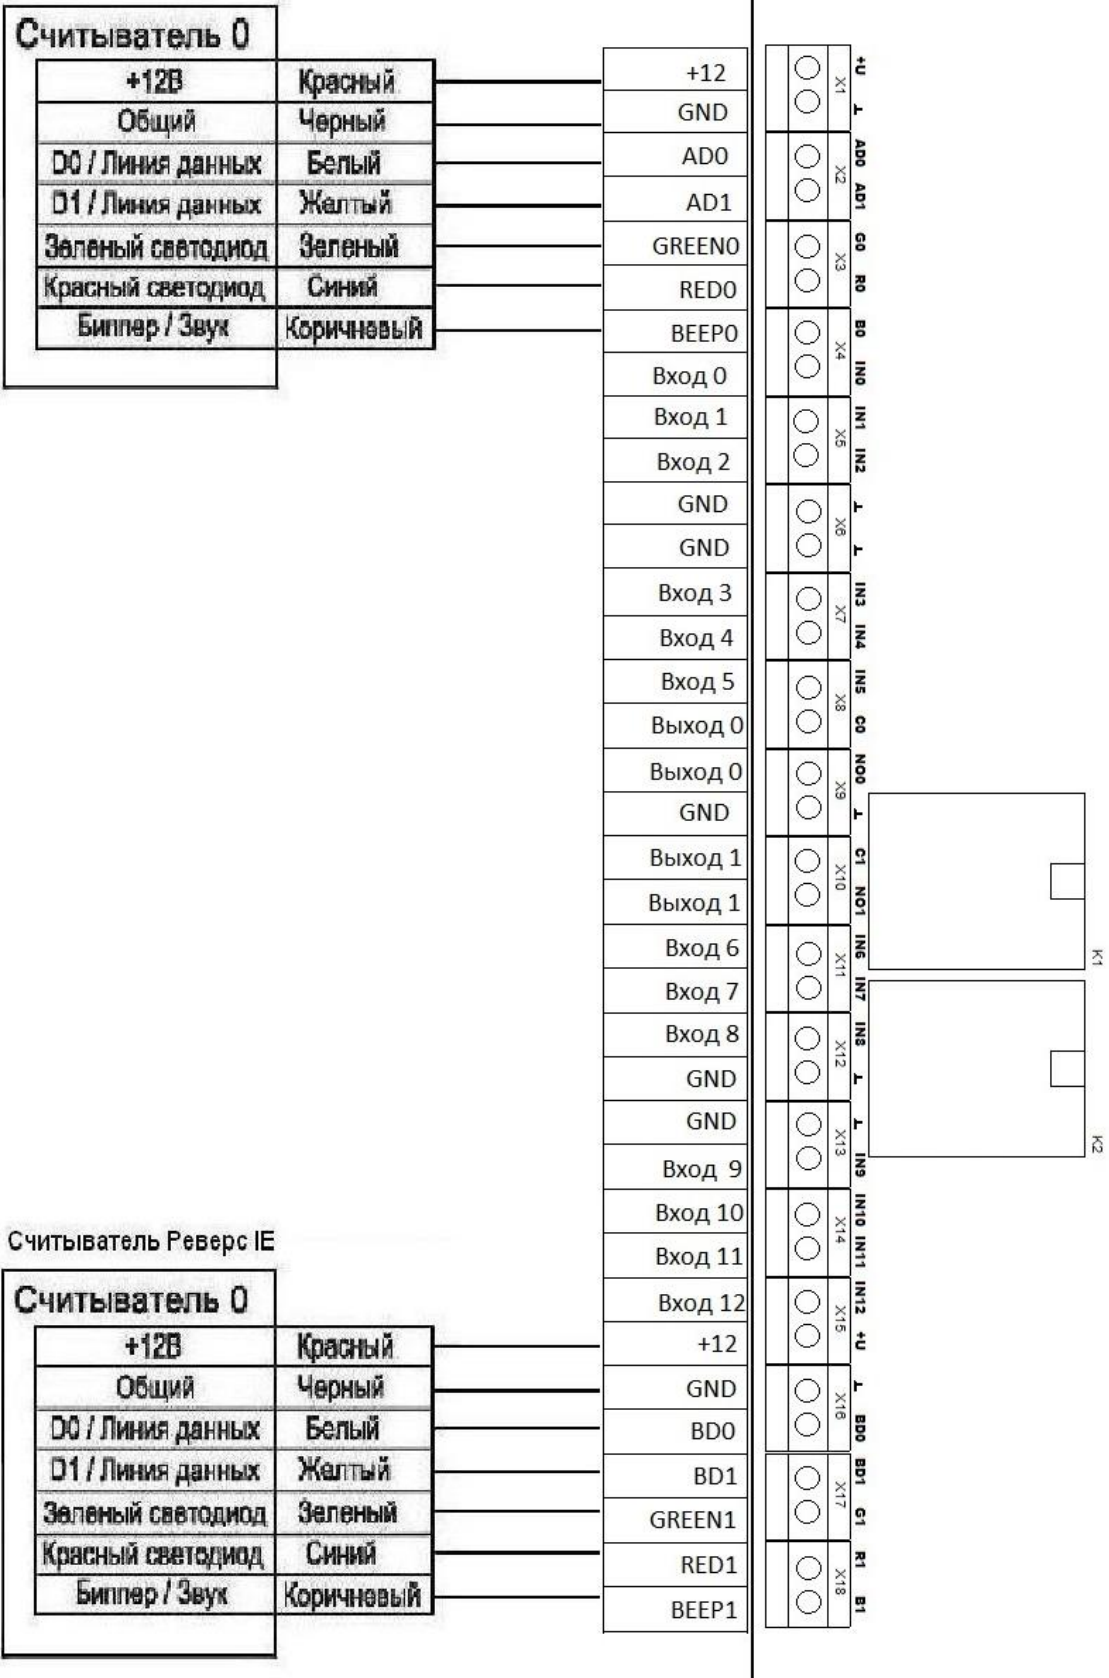 Считыватель 0
+12В Красный
Общий Черный
D0 / Линия данных Белый
D1 / Линия данных Желтый
Зеленый светодиод Зеленый
Красный светодиод Синий
Биппер / Звук Коричневый
+12
GND
AD0
AD1
GREEN0
RED0
BEEP0
Вход 0
Вход 1
Вход 2
GND
GND
Вход 3
Вход 4
Вход 5
Выход 0
Выход 0
GND
Выход 1
Выход 1
Вход 6
Вход 7
Вход 8
GND
GND
Вход 9
Вход 10
Вход 11
Вход 12
+12
GND
BD0
BD1
GREEN1
RED1
BEEP1
X1 +U ⊥
X2 AD0 AD1
X3 G0 R0
X4 B0 IN0
X5 IN1 IN2
X6 ⊥ ⊥
X7 IN3 IN4
X8 IN5 C0
X9 NO0 ⊥
X10 C1 NO1
X11 IN6 IN7
X12 IN8 ⊥
X13 ⊥ IN9
X14 IN10 IN11
X15 IN12 +U
X16 ⊥ BD0
X17 BD1 G1
X18 R1 B1
K1
K2
Считыватель Реверс IE
Считыватель 0
+12В Красный
Общий Черный
D0 / Линия данных Белый
D1 / Линия данных Желтый
Зеленый светодиод Зеленый
Красный светодиод Синий
Биппер / Звук Коричневый